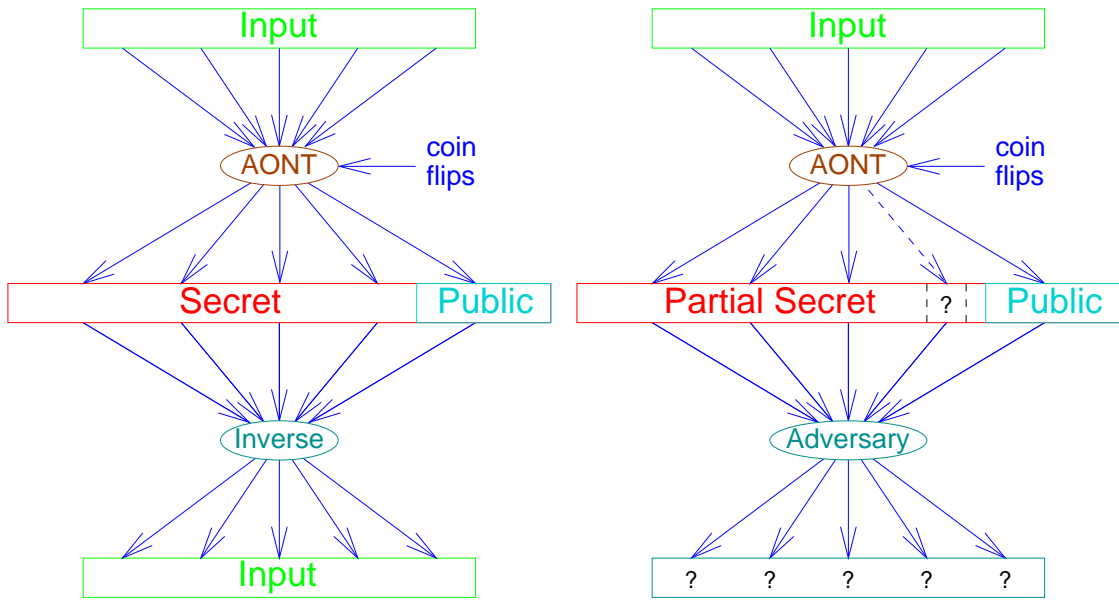 Input
AONT
coin
flips
Secret
Public
Inverse
Input
Input
AONT
coin
flips
Partial Secret
?
Public
Adversary
? ? ? ? ?